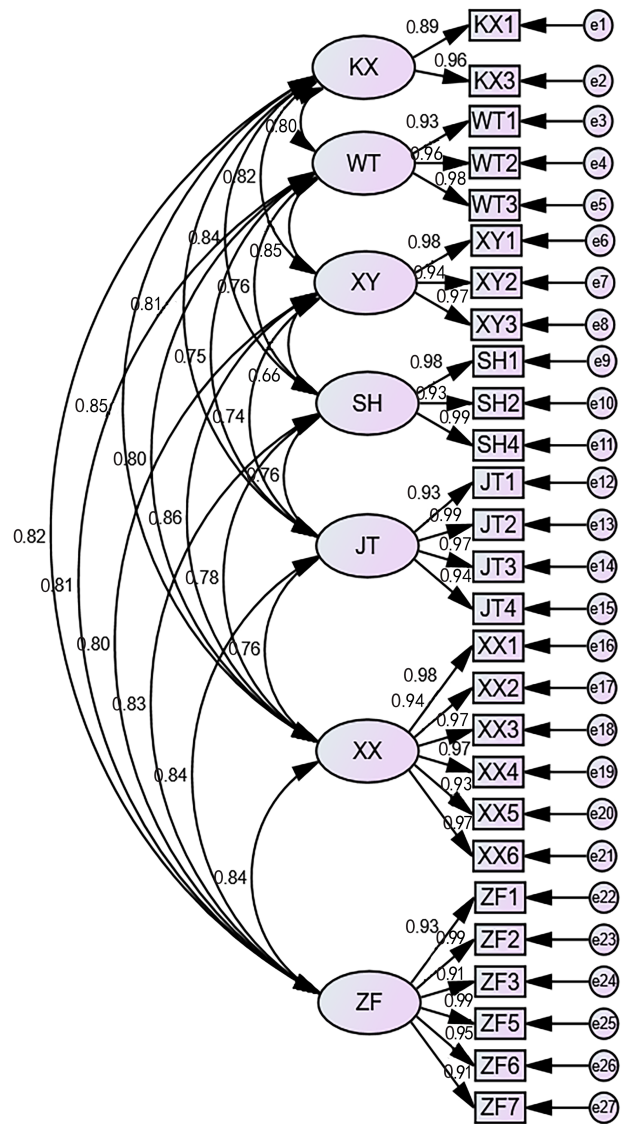 0.89
KX1
e1
KX
0.96
KX3
e2
0.80
0.93
WT1
e3
WT
0.96
WT2
e4
0.82
0.98
WT3
e5
0.84
0.85
0.98
XY1
e6
XY
0.94
XY2
e7
0.76
0.97
XY3
e8
0.81
0.75
0.66
0.98
SH1
e9
SH
0.93
SH2
e10
0.85
0.74
0.99
SH4
e11
0.80
0.76
0.93
JT1
e12
0.86
0.99
JT2
e13
0.82
JT
0.97
JT3
e14
0.81
0.78
0.94
JT4
e15
0.80
0.76
XX1
e16
0.98
0.94
XX2
e17
0.83
0.97
XX3
e18
XX
0.97
XX4
e19
0.84
0.93
XX5
e20
0.97
XX6
e21
0.84
ZF1
e22
0.93
0.99
ZF2
e23
0.91
ZF3
e24
ZF
0.99
ZF5
e25
0.95
ZF6
e26
0.91
ZF7
e27